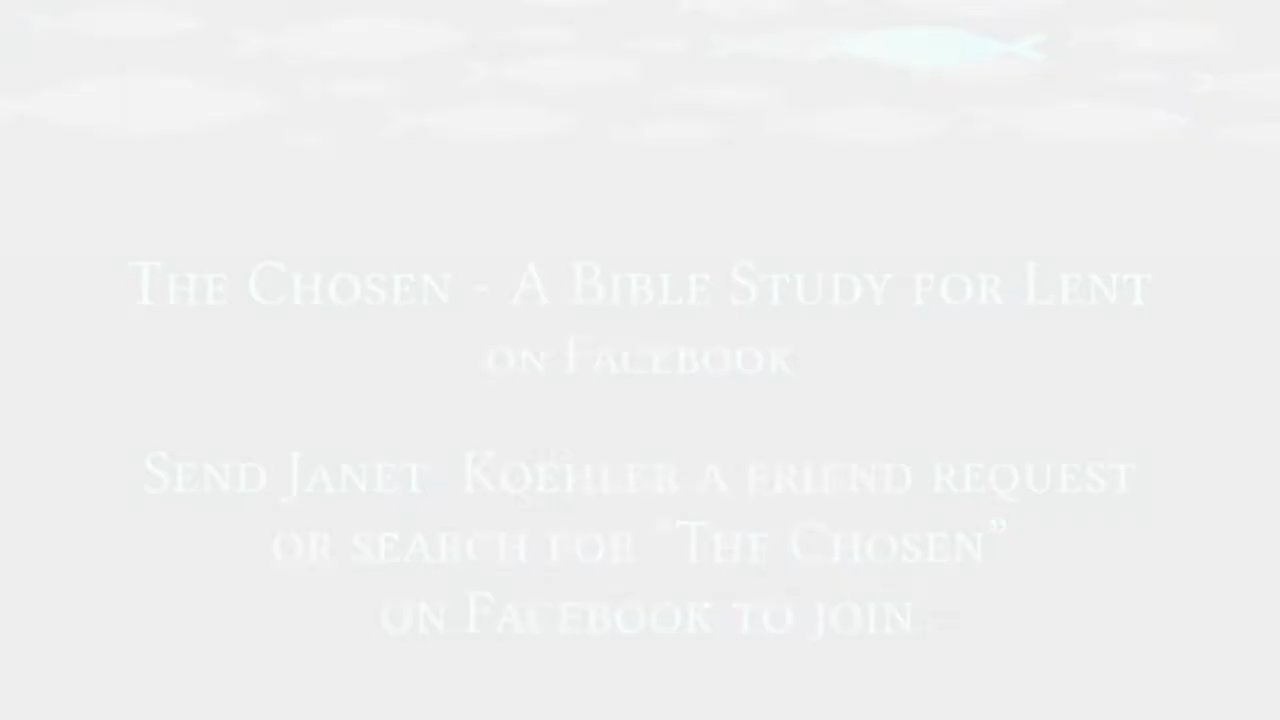 The Chosen - A Bible Study for Lent
on Facebook
Send Janet Koehler a friend request
or search for "The Chosen"
on Facebook to join